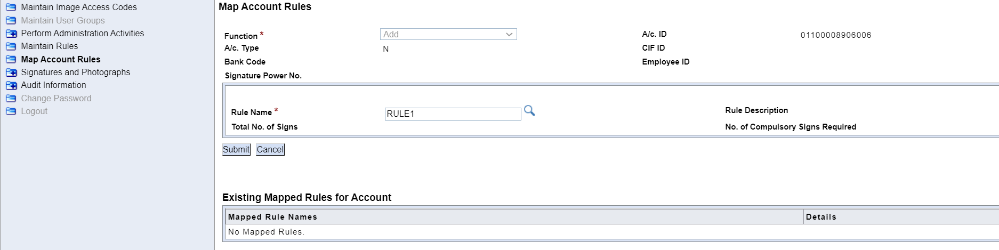 Maintain Image Access Codes
Maintain User Groups
Perform Administration Activities
Maintain Rules
Map Account Rules
Signatures and Photographs
Audit Information
Change Password
Logout
Map Account Rules
Function * Add A/c. ID 01100008906006
A/c. Type N CIF ID
Bank Code Employee ID
Signature Power No.
Rule Name * RULE1 Rule Description
Total No. of Signs No. of Compulsory Signs Required
Submit Cancel
Existing Mapped Rules for Account
Mapped Rule Names Details
No Mapped Rules.